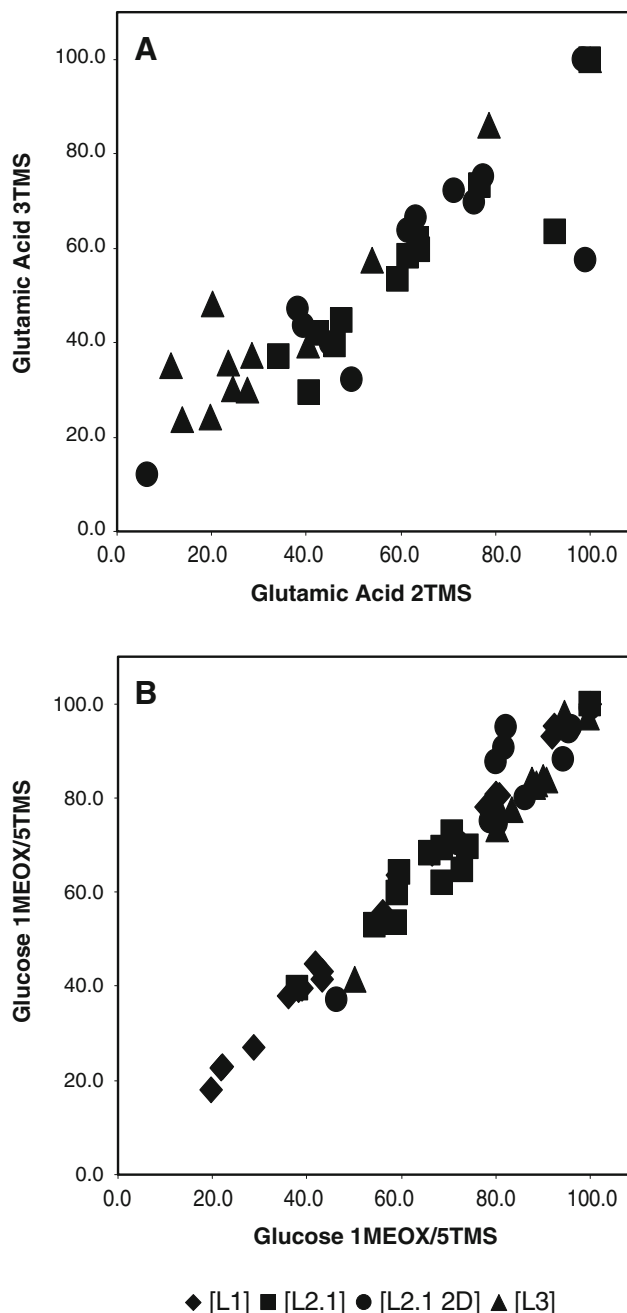 A
100.0
80.0
60.0
40.0
20.0
0.0
Glutamic Acid 3TMS
0.0 20.0 40.0 60.0 80.0 100.0
Glutamic Acid 2TMS
B
100.0
80.0
60.0
40.0
20.0
0.0
Glucose 1MEOX/5TMS
0.0 20.0 40.0 60.0 80.0 100.0
Glucose 1MEOX/5TMS
[L1] [L2.1] [L2.1 2D] [L3]